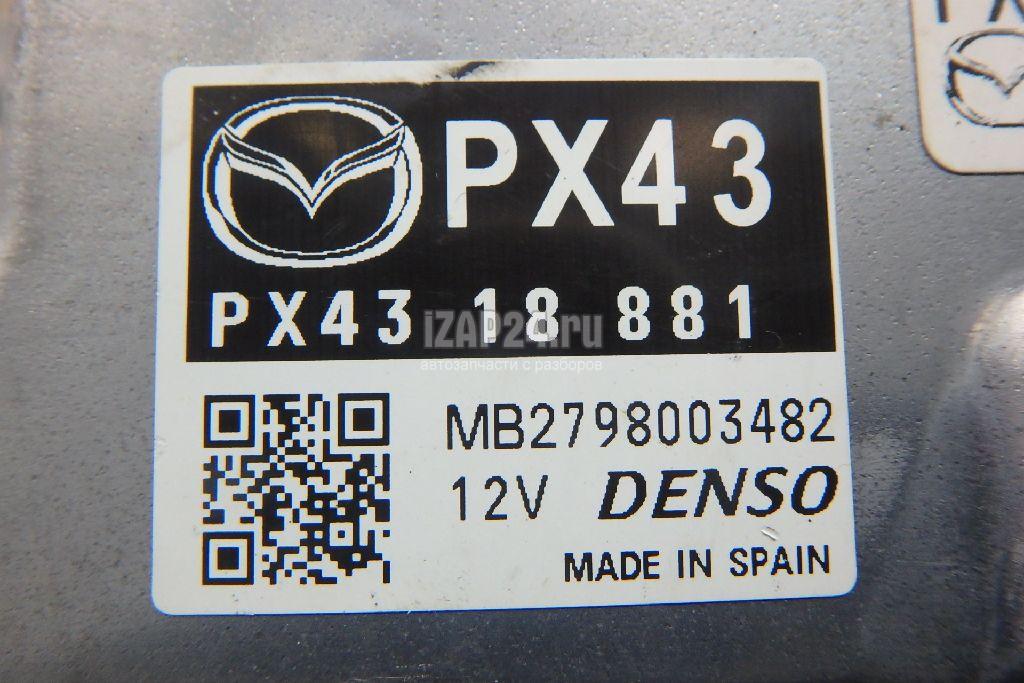 PX43
PX43 18 881
iZAP24.ru
автозапчасти с разборов
MB2798003482
12V DENSO
MADE IN SPAIN